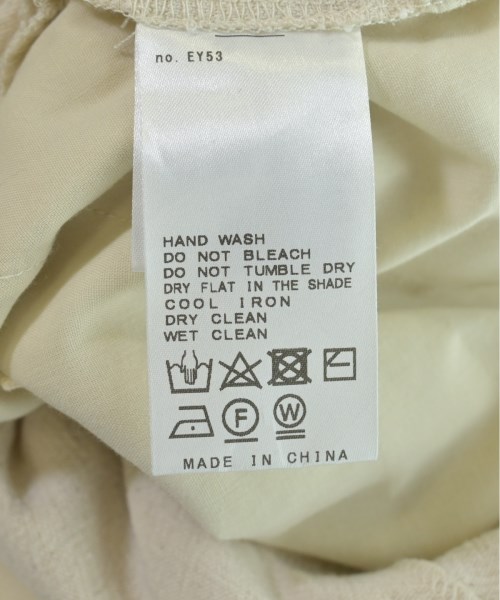 no. EY53
HAND WASH
DO NOT BLEACH
DO NOT TUMBLE DRY
DRY FLAT IN THE SHADE
COOL IRON
DRY CLEAN
WET CLEAN
F W
MADE IN CHINA